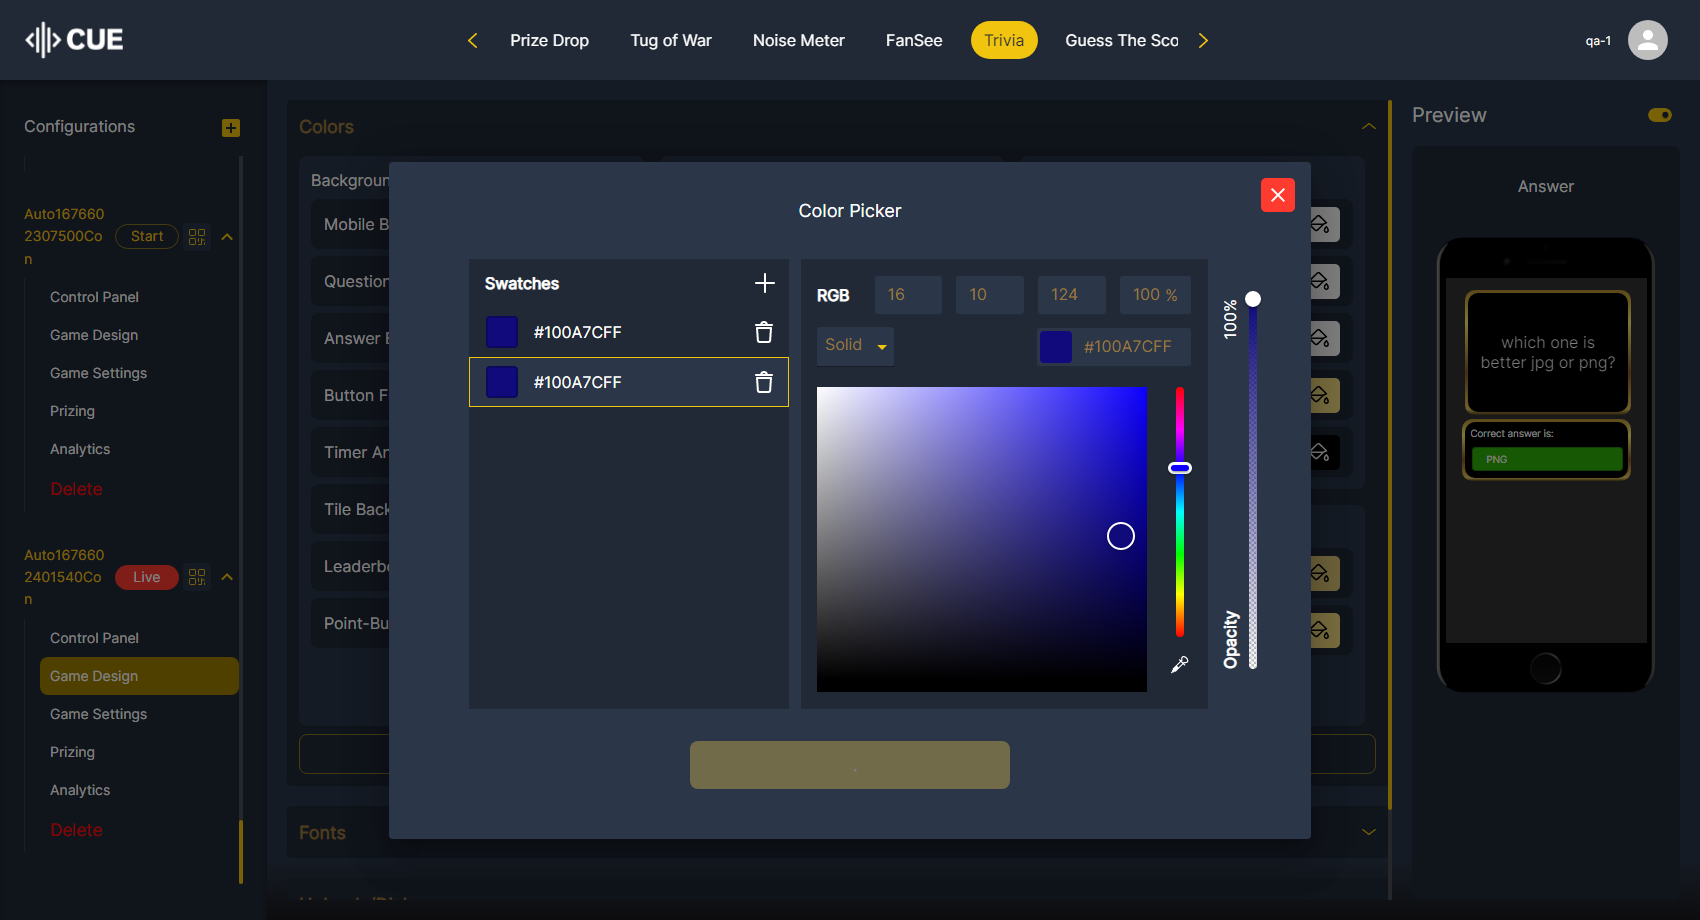 CUE
Prize Drop
Tug of War
Noise Meter
FanSee
Trivia
Guess The Sco
qa-1
Configurations
Auto167660
2307500Co
n
Start
Control Panel
Game Design
Game Settings
Prizing
Analytics
Delete
Auto167660
2401540Co
n
Live
Control Panel
Game Design
Game Settings
Prizing
Analytics
Delete
Colors
Backgroun
Mobile B
Question
Answer
Button F
Timer An
Tile Back
Leaderbo
Point-Bu
Fonts
Color Picker
Swatches
#100A7CFF
#100A7CFF
RGB
16
10
124
100 %
Solid
#100A7CFF
100%
Opacity
Preview
Answer
which one is
better jpg or png?
Correct answer is:
PNG